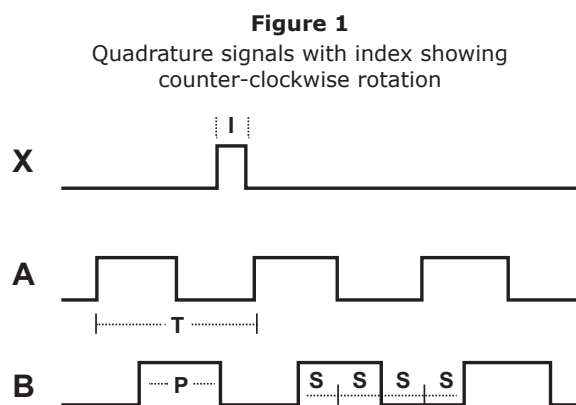 Figure 1
Quadrature signals with index showing
counter-clockwise rotation
I
X
A
T
B
P
S S S S